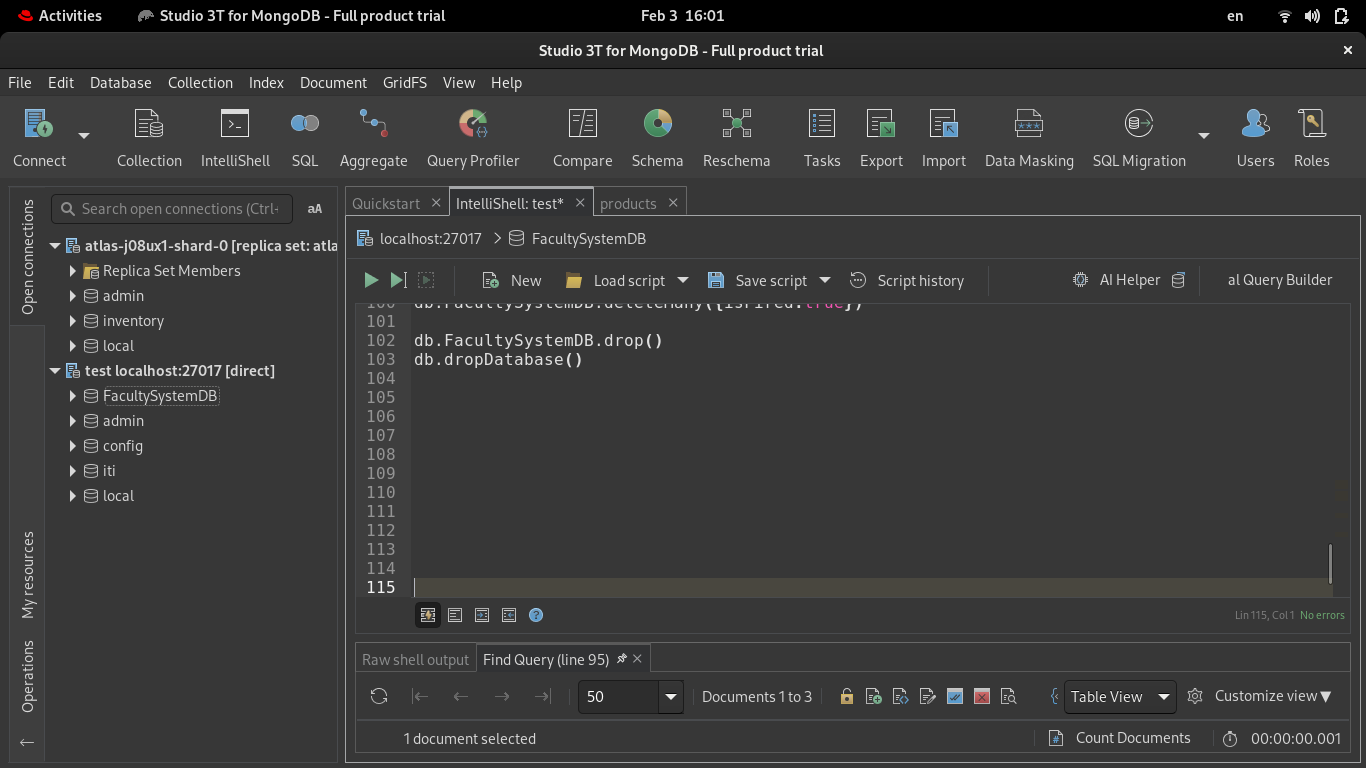 Activities
Studio 3T for MongoDB - Full product trial
Feb 3 16:01
en
Studio 3T for MongoDB - Full product trial
File Edit Database Collection Index Document GridFS View Help
Connect Collection IntelliShell SQL Aggregate Query Profiler Compare Schema Reschema Tasks Export Import Data Masking SQL Migration Users Roles
Open connections
My resources
Operations
Search open connections (Ctrl-
aA
atlas-j08ux1-shard-0 [replica set: atla
Replica Set Members
admin
inventory
local
test localhost:27017 [direct]
FacultySystemDB
admin
config
iti
local
Quickstart
IntelliShell: test*
products
localhost:27017
FacultySystemDB
New Load script Save script Script history AI Helper al Query Builder
100 db.FacultySystemDB.deleteMany({isFired:true})
101
102 db.FacultySystemDB.drop()
103 db.dropDatabase()
104
105
106
107
108
109
110
111
112
113
114
115
Lin 115, Col 1 No errors
Raw shell output
Find Query (line 95)
50
Documents 1 to 3
Table View
Customize view
1 document selected
Count Documents
00:00:00.001